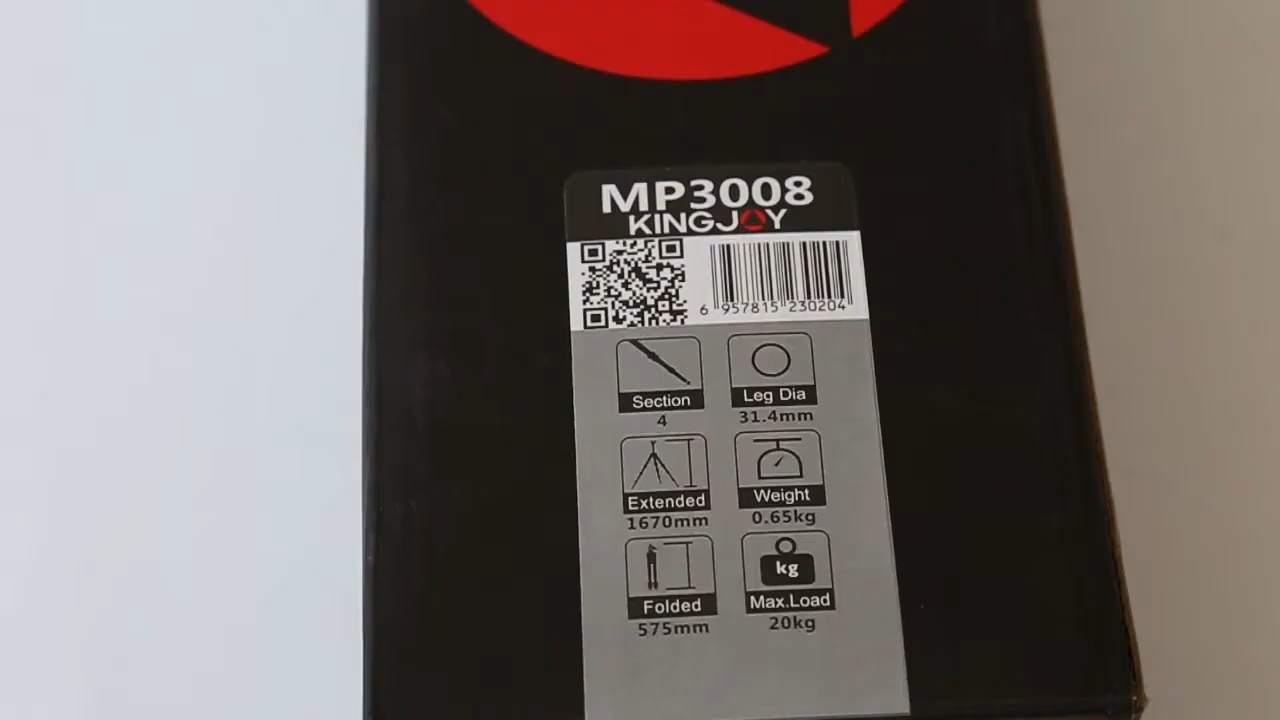 MP3008
KINGJOY
6 957815 230204
Section
4
Leg Dia
31.4mm
Extended
1670mm
Weight
0.65kg
Folded
575mm
kg
Max.Load
20kg